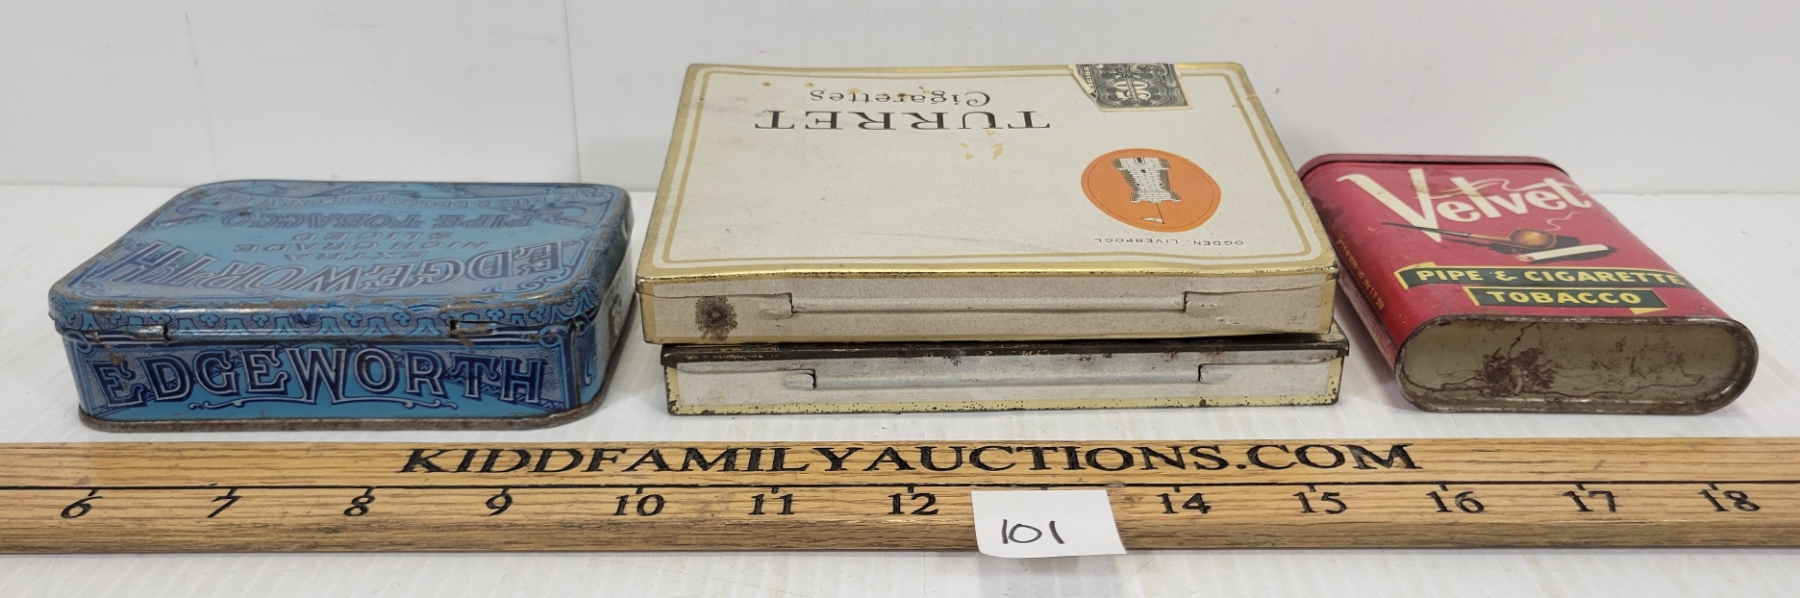 EDGEWORTH
EXTRA
HIGH GRADE
SLICED
PIPE TOBACCO
EDGEWORTH
TURRET
Cigarettes
50
OGDEN, LIVERPOOL
Velvet
PIPE & CIGARETTE
TOBACCO
KIDDFAMILYAUCTIONS.COM
6 7 8 9 10 11 12 14 15 16 17 18
101